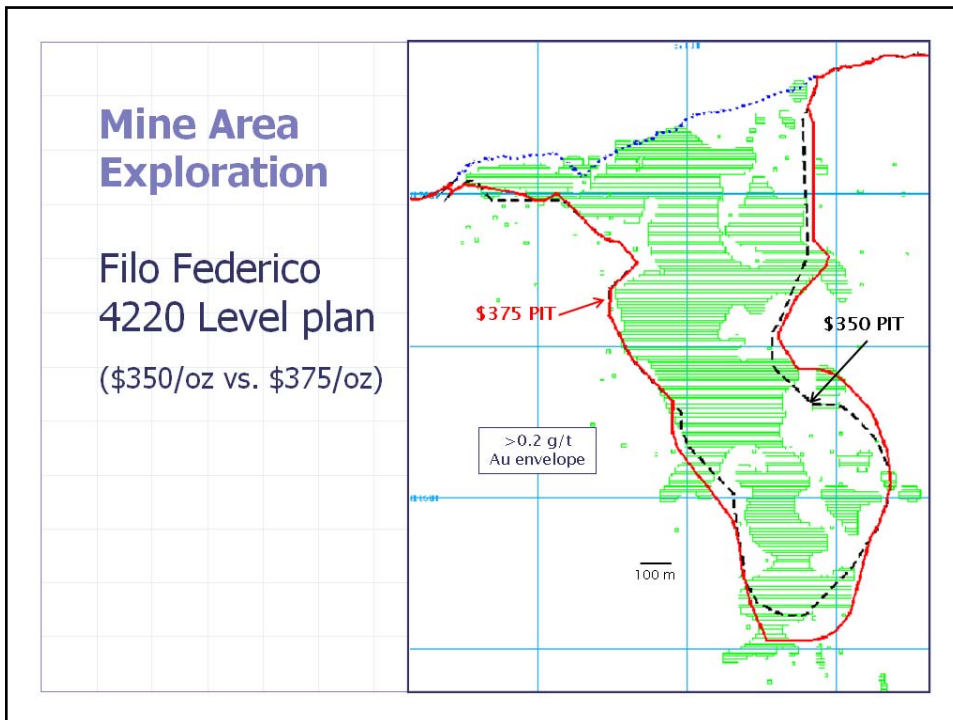 Mine Area
Exploration
Filo Federico
4220 Level plan
($350/oz vs. $375/oz)
$375 PIT
$350 PIT
>0.2 g/t
Au envelope
100 m